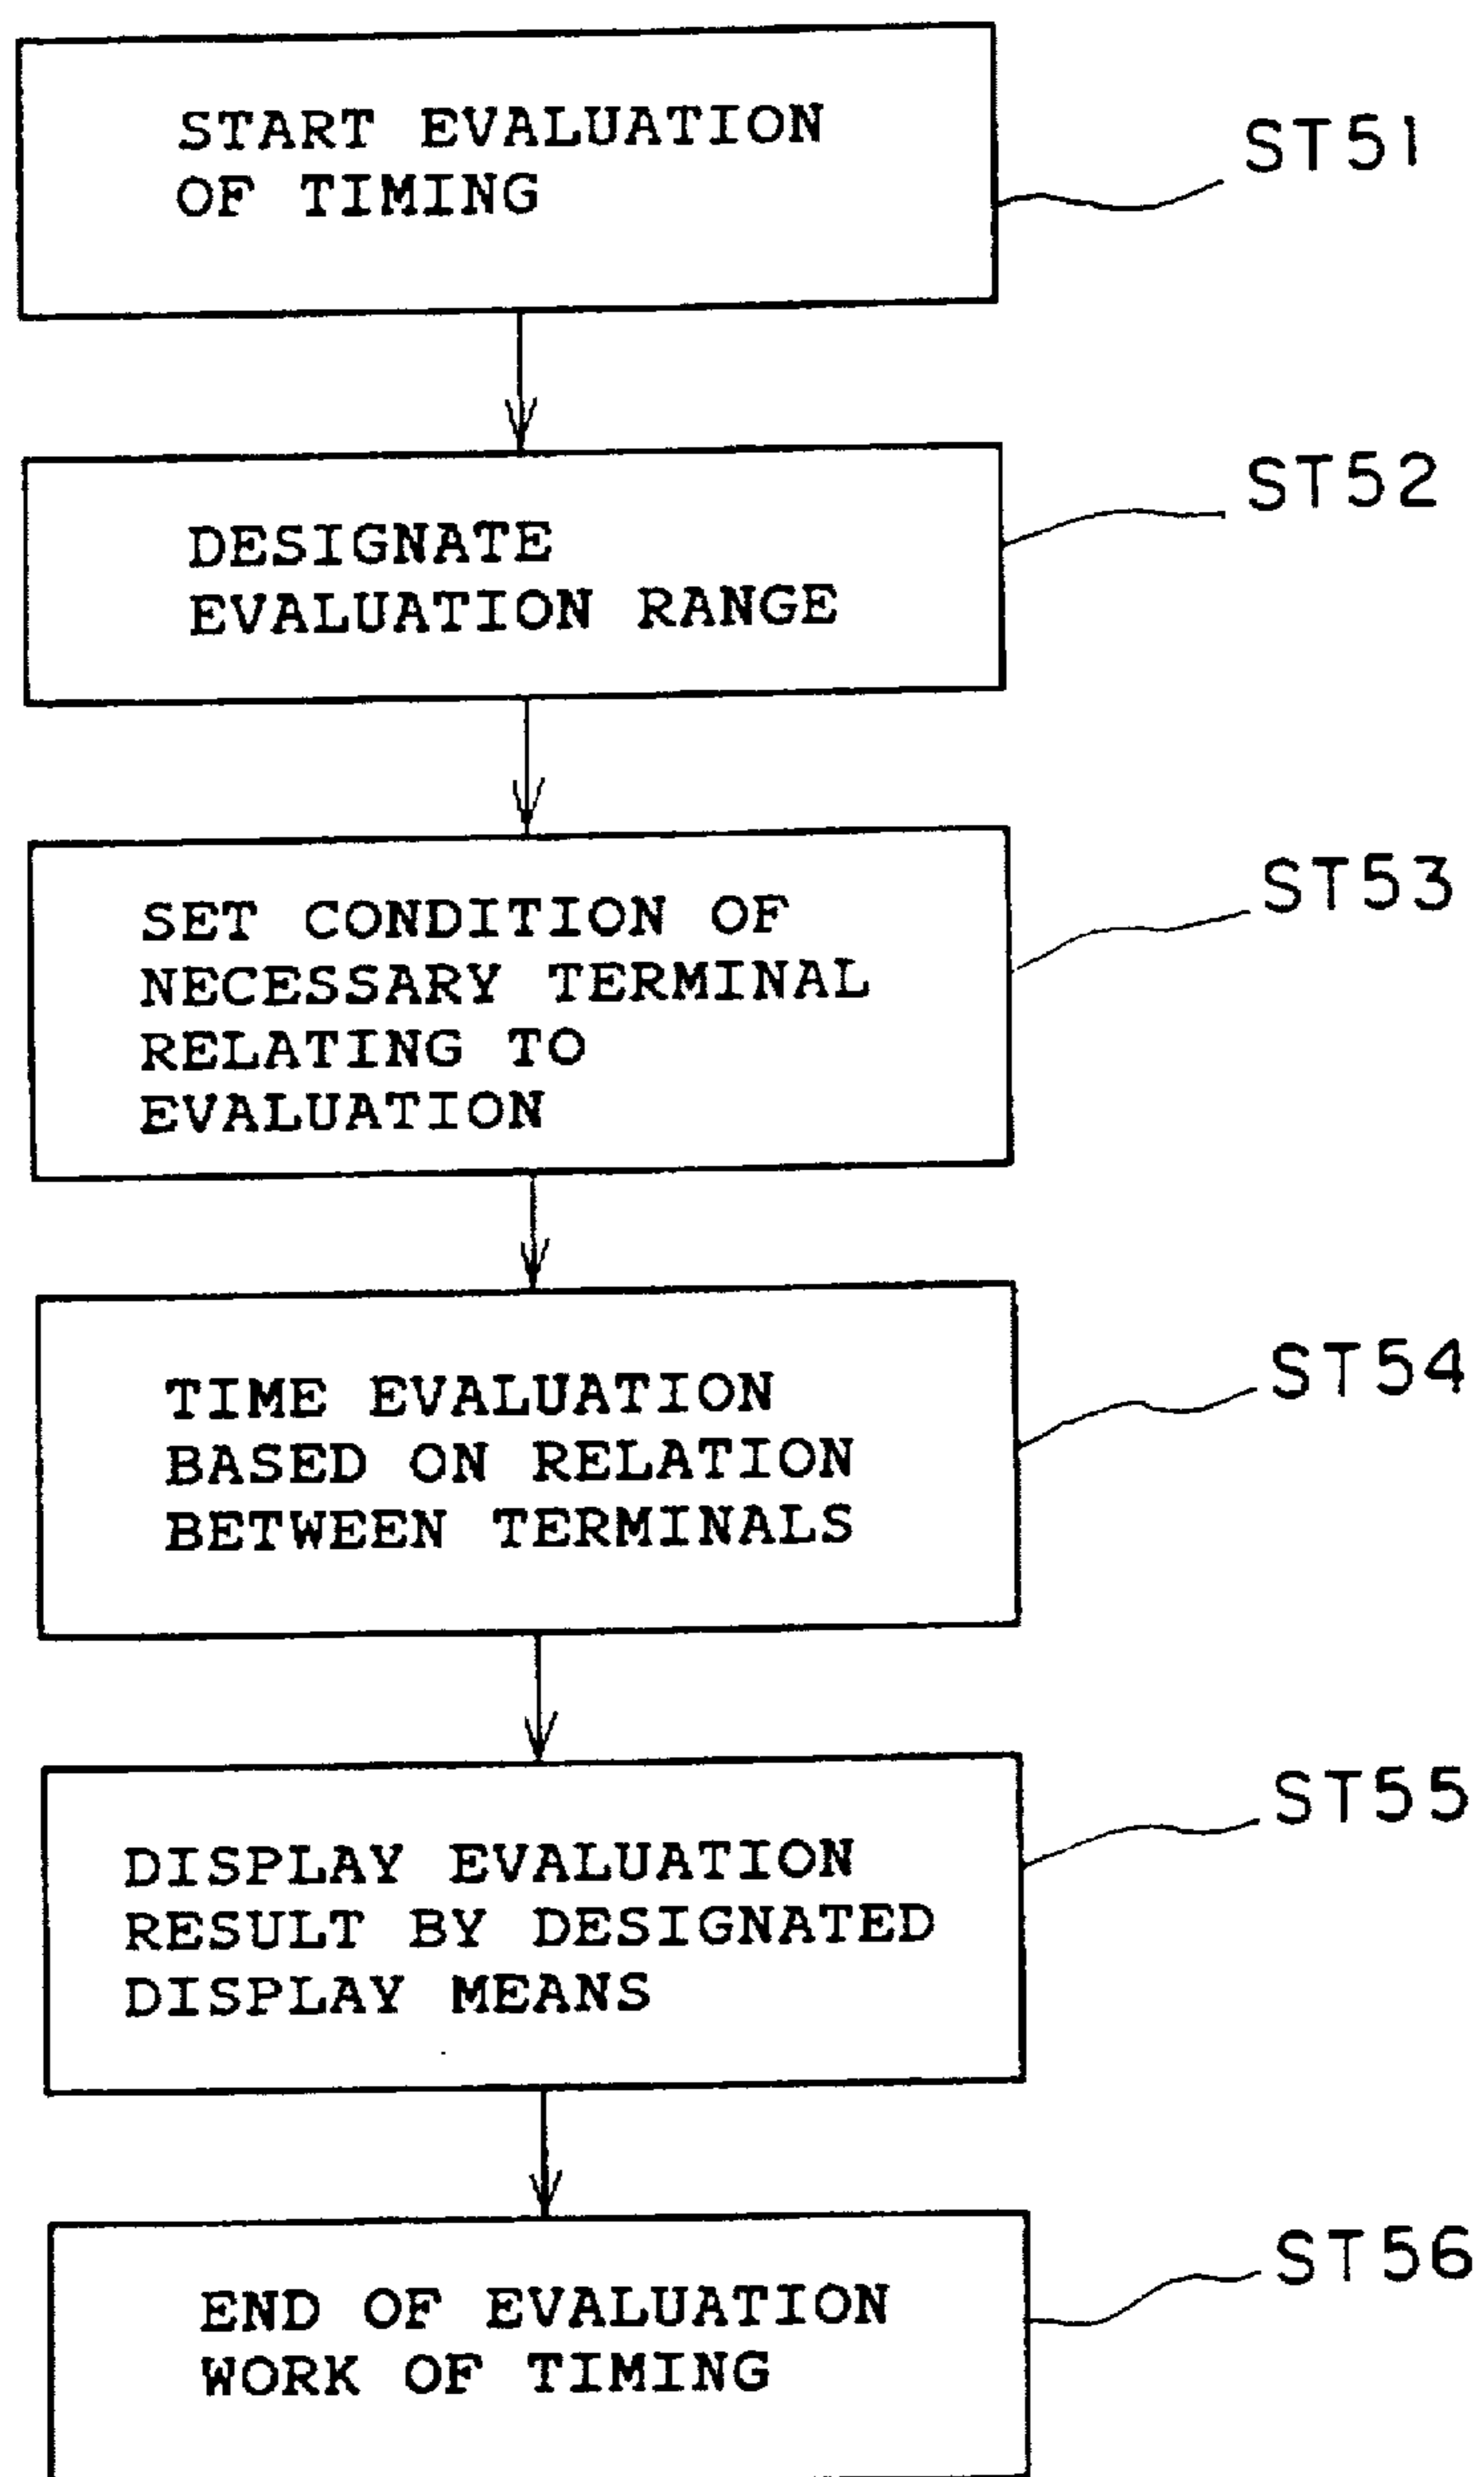 START EVALUATION
OF TIMING
ST51
DESIGNATE
EVALUATION RANGE
ST52
SET CONDITION OF
NECESSARY TERMINAL
RELATING TO
EVALUATION
ST53
TIME EVALUATION
BASED ON RELATION
BETWEEN TERMINALS
ST54
DISPLAY EVALUATION
RESULT BY DESIGNATED
DISPLAY MEANS
ST55
END OF EVALUATION
WORK OF TIMING
ST56